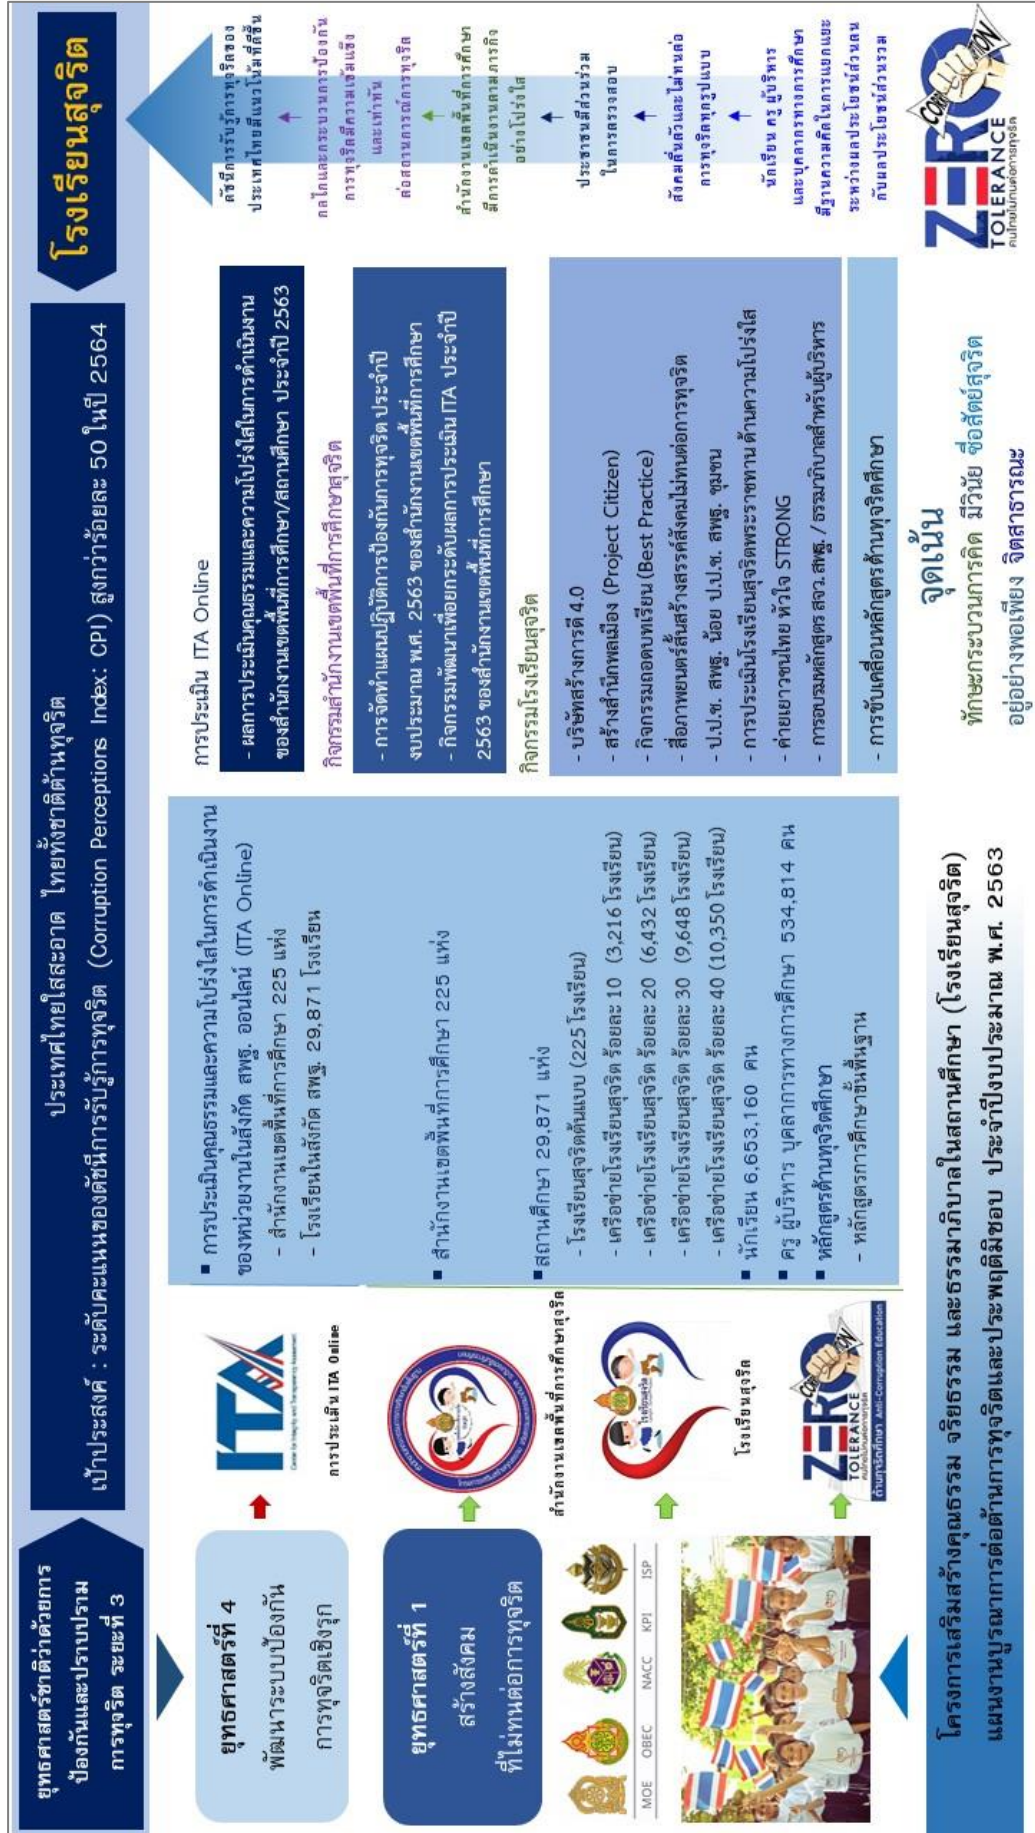 ยุทธศาสตร์ชาติว่าด้วยการ
ป้องกันและปราบปราม
การทุจริต ระยะที่ 3
ประเทศไทยใสสะอาด ไทยทั้งชาติต้านทุจริต
เป้าประสงค์ : ระดับคะแนนของดัชนีการรับรู้การทุจริต (Corruption Perceptions Index: CPI) สูงกว่าร้อยละ 50 ในปี 2564
โรงเรียนสุจริต
ยุทธศาสตร์ที่ 4
พัฒนาระบบป้องกัน
การทุจริตเชิงรุก
ITA
การประเมิน ITA Online
■ การประเมินคุณธรรมและความโปร่งใสในการดำเนินงาน
ของหน่วยงานในสังกัด สพฐ. ออนไลน์ (ITA Online)
– สำนักงานเขตพื้นที่การศึกษา 225 แห่ง
– โรงเรียนในสังกัด สพฐ. 29,871 โรงเรียน
การประเมิน ITA Online
- ผลการประเมินคุณธรรมและความโปร่งใสในการดำเนินงาน
ของสำนักงานเขตพื้นที่การศึกษา/สถานศึกษา ประจำปี 2563
ยุทธศาสตร์ที่ 1
สร้างสังคม
ที่ไม่ทนต่อการทุจริต
สำนักงานเขตพื้นที่การศึกษาสุจริต
■ สำนักงานเขตพื้นที่การศึกษา 225 แห่ง
กิจกรรมสำนักงานเขตพื้นที่การศึกษาสุจริต
- การจัดทำแผนปฏิบัติการป้องกันการทุจริต ประจำปี
งบประมาณ พ.ศ. 2563 ของสำนักงานเขตพื้นที่การศึกษา
- กิจกรรมพัฒนาเพื่อยกระดับผลการประเมิน ITA ประจำปี
2563 ของสำนักงานเขตพื้นที่การศึกษา
MOE OBEC NACC KPI ISP
โรงเรียนสุจริต
■สถานศึกษา 29,871 แห่ง
– โรงเรียนสุจริตต้นแบบ (225 โรงเรียน)
– เครือข่ายโรงเรียนสุจริต ร้อยละ 10 (3,216 โรงเรียน)
– เครือข่ายโรงเรียนสุจริต ร้อยละ 20 (6,432 โรงเรียน)
– เครือข่ายโรงเรียนสุจริต ร้อยละ 30 (9,648 โรงเรียน)
– เครือข่ายโรงเรียนสุจริต ร้อยละ 40 (10,350 โรงเรียน)
■ นักเรียน 6,653,160 คน
■ ครู ผู้บริหาร บุคลาการทางการศึกษา 534,814 คน
■ หลักสูตรต้านทุจริตศึกษา
– หลักสูตรการศึกษาขั้นพื้นฐาน
กิจกรรมโรงเรียนสุจริต
- บริษัทสร้างการดี 4.0
- สร้างสำนึกพลเมือง (Project Citizen)
- กิจกรรมถอดบทเรียน (Best Practice)
- สื่อภาพยนตร์สั้นสร้างสรรค์สังคมไม่ทนต่อการทุจริต
- ป.ป.ช. สพฐ. น้อย ป.ป.ช. สพฐ. ชุมชน
- การประเมินโรงเรียนสุจริตพระราชทาน ด้านความโปร่งใส
- ค่ายเยาวชนไทย หัวใจ STRONG
- การอบรมหลักสูตร สจว. สพฐ. / ธรรมาภิบาลสำหรับผู้บริหาร
- การขับเคลื่อนหลักสูตรต้านทุจริตศึกษา
ZERO
CORRUPTION
TOLERANCE
คนไทยไม่ทนต่อการทุจริต
ต้านทุจริตศึกษา Anti-Corruption Education
ดัชนีการรับรู้การทุจริตของ
ประเทศไทยมีแนวโน้มที่ดีขึ้น
กลไกและกระบวนการป้องกัน
การทุจริตมีความเข้มแข็ง
และเท่าทัน
ต่อสถานการณ์การทุจริต
สำนักงานเขตพื้นที่การศึกษา
มีการดำเนินงานตามภารกิจ
อย่างโปร่งใส
ประชาชนมีส่วนร่วม
ในการตรวจสอบ
สังคมตื่นตัวและไม่ทนต่อ
การทุจริตทุกรูปแบบ
นักเรียน ครู ผู้บริหาร
และบุคลากรทางการศึกษา
มีฐานความคิดในการแยกแยะ
ระหว่างผลประโยชน์ส่วนตน
กับผลประโยชน์ส่วนรวม
โครงการเสริมสร้างคุณธรรม จริยธรรม และธรรมาภิบาลในสถานศึกษา (โรงเรียนสุจริต)
แผนงานบูรณาการต่อต้านการทุจริตและประพฤติมิชอบ ประจำปีงบประมาณ พ.ศ. 2563
จุดเน้น
ทักษะกระบวนการคิด มีวินัย ซื่อสัตย์สุจริต
อยู่อย่างพอเพียง จิตสาธารณะ
ZERO
CORRUPTION
TOLERANCE
คนไทยไม่ทนต่อการทุจริต